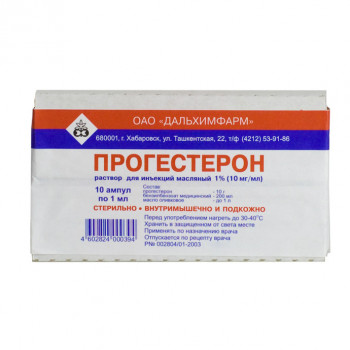 ОАО "ДАЛЬХИМФАРМ"
680001, г. Хабаровск, ул. Ташкентская, 22, т/ф (4212) 53-91-86
ПРОГЕСТЕРОН
раствор для инъекций масляный 1% (10 мг/мл)
10 ампул
по 1 мл
Состав
прогестерон - 10 г
бензилбензоат медицинский - 200 мл
масло оливковое - до 1 л
СТЕРИЛЬНО • ВНУТРИМЫШЕЧНО И ПОДКОЖНО
Перед употреблением нагреть до 30-40°С
Хранить в защищенном от света месте
Применять по назначению врача
Отпускается по рецепту врача
Р№ 002804/01-2003
4 602824 000394